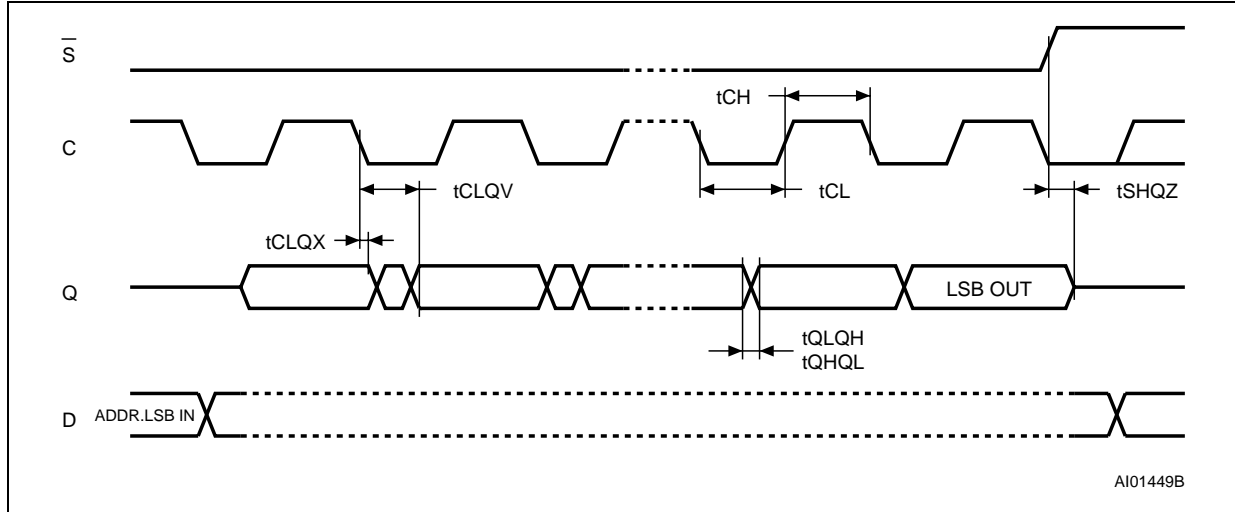 S
tCH
C
tCLQV
tCL
tSHQZ
tCLQX
Q
LSB OUT
tQLQH
tQHQL
D
ADDR.LSB IN
AI01449B